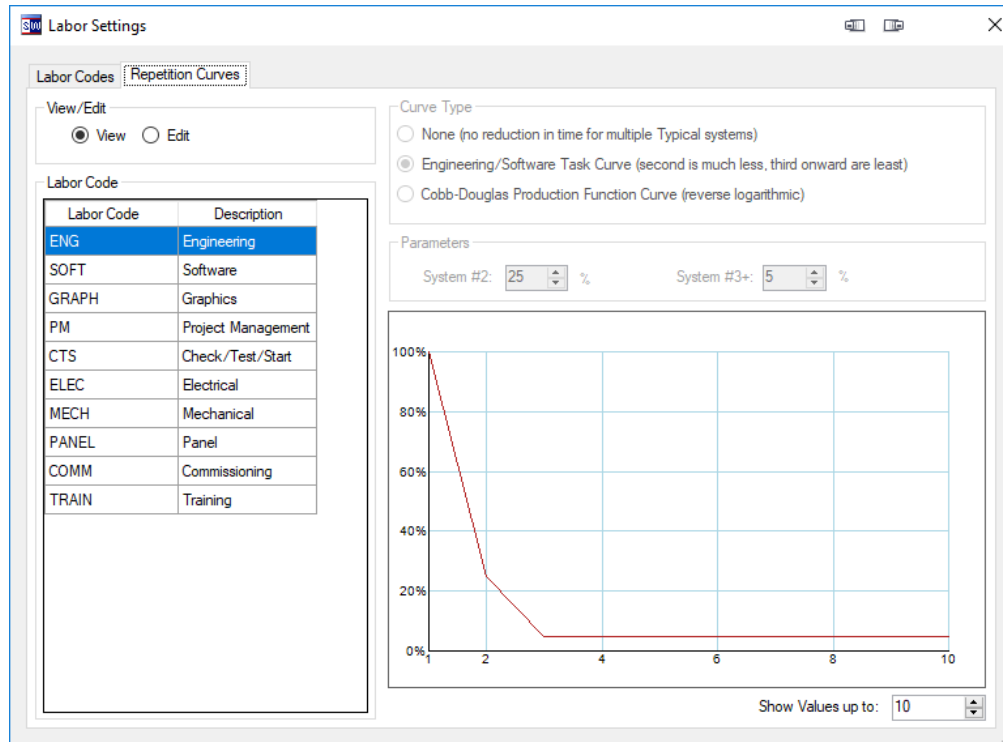 SW Labor Settings
Labor Codes Repetition Curves
View/Edit
View Edit
Labor Code
Labor Code Description
ENG Engineering
SOFT Software
GRAPH Graphics
PM Project Management
CTS Check/Test/Start
ELEC Electrical
MECH Mechanical
PANEL Panel
COMM Commissioning
TRAIN Training
Curve Type
None (no reduction in time for multiple Typical systems)
Engineering/Software Task Curve (second is much less, third onward are least)
Cobb-Douglas Production Function Curve (reverse logarithmic)
Parameters
System #2: 25 % System #3+: 5 %
100%
80%
60%
40%
20%
0%
1 2 4 6 8 10
Show Values up to: 10